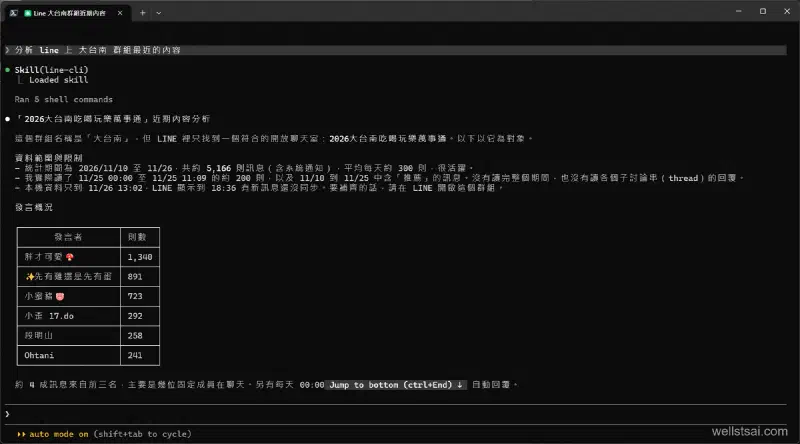 Line 大台南群組近期內容
❯ 分析 line 上 大台南 群組最近的內容
● Skill(line-cli)
⎿ Loaded skill
Ran 5 shell commands
● 「2026大台南吃喝玩樂萬事通」近期內容分析
這個群組名稱是「大台南」，但 LINE 裡只找到一個符合的開放聊天室：2026大台南吃喝玩樂萬事通。以下以它為對象。
資料範圍與限制
- 統計期間為 2026/11/10 至 11/26，共約 5,166 則訊息（含系統通知），平均每天約 300 則，很活躍。
- 我實際讀了 11/25 00:00 至 11/25 11:09 的約 200 則，以及 11/10 到 11/25 中含「推薦」的訊息。沒有讀完整個期間，也沒有讀各個子討論串（thread）的回覆。
- 本機資料只到 11/26 13:02，LINE 顯示到 18:36 有新訊息還沒同步。要補齊的話，請在 LINE 開啟這個群組。
發言概況
發言者 則數
胖才可愛🍄 1,340
✨先有雞還是先有蛋 891
小蜜豬🐷 723
小歪 17.do 292
段明山 258
Ohtani 241
約 4 成訊息來自前三名，主要是幾位固定成員在聊天。另有每天 00:00 Jump to bottom (ctrl+End) ↓ 自動回覆。
❯
⏵⏵ auto mode on (shift+tab to cycle)
wellstsai.com